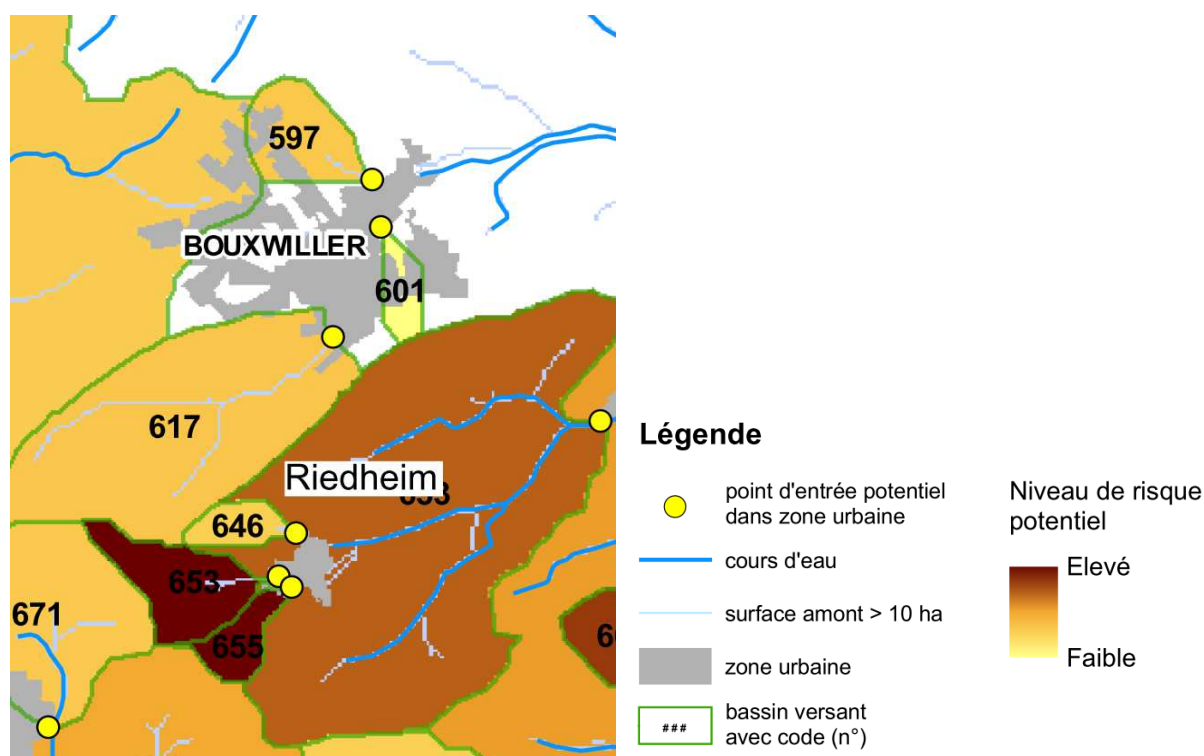 597
BOUXWILLER
601
617
Riedheim
646
653
671
655
Légende
point d'entrée potentiel
dans zone urbaine
cours d'eau
surface amont > 10 ha
zone urbaine
###
bassin versant
avec code (n°)
Niveau de risque
potentiel
Elevé
Faible